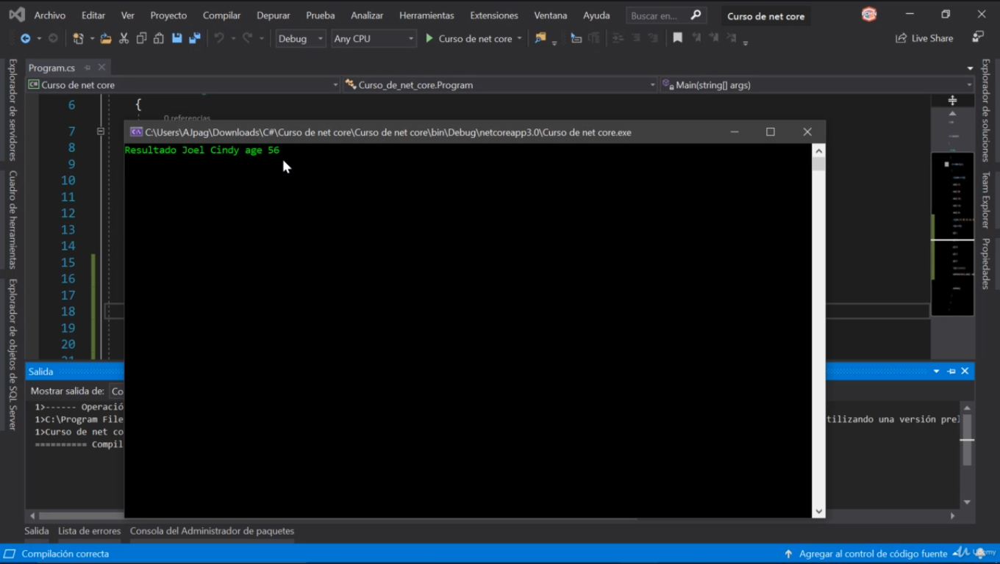 Archivo Editar Ver Proyecto Compilar Depurar Prueba Analizar Herramientas Extensiones Ventana Ayuda Buscar en... Curso de net core
Debug Any CPU Curso de net core Live Share
Program.cs
C# Curso de net core Curso_de_net_core.Program Main(string[] args)
6 {
0 referencias
7
8
9
10
11
12
13
14
15
16
17
18
19
20
21
C:\Users\AJpag\Downloads\C#\Curso de net core\Curso de net core\bin\Debug\netcoreapp3.0\Curso de net core.exe
Resultado Joel Cindy age 56
Explorador de servidores
Cuadro de herramientas
Explorador de objetos de SQL Server
Explorador de soluciones
Team Explorer
Propiedades
Salida
Mostrar salida de: Co
1>------ Operació
1>C:\Program File tilizando una versión prel
1>Curso de net co
========== Compil
Salida Lista de errores Consola del Administrador de paquetes
Compilación correcta Agregar al control de código fuente